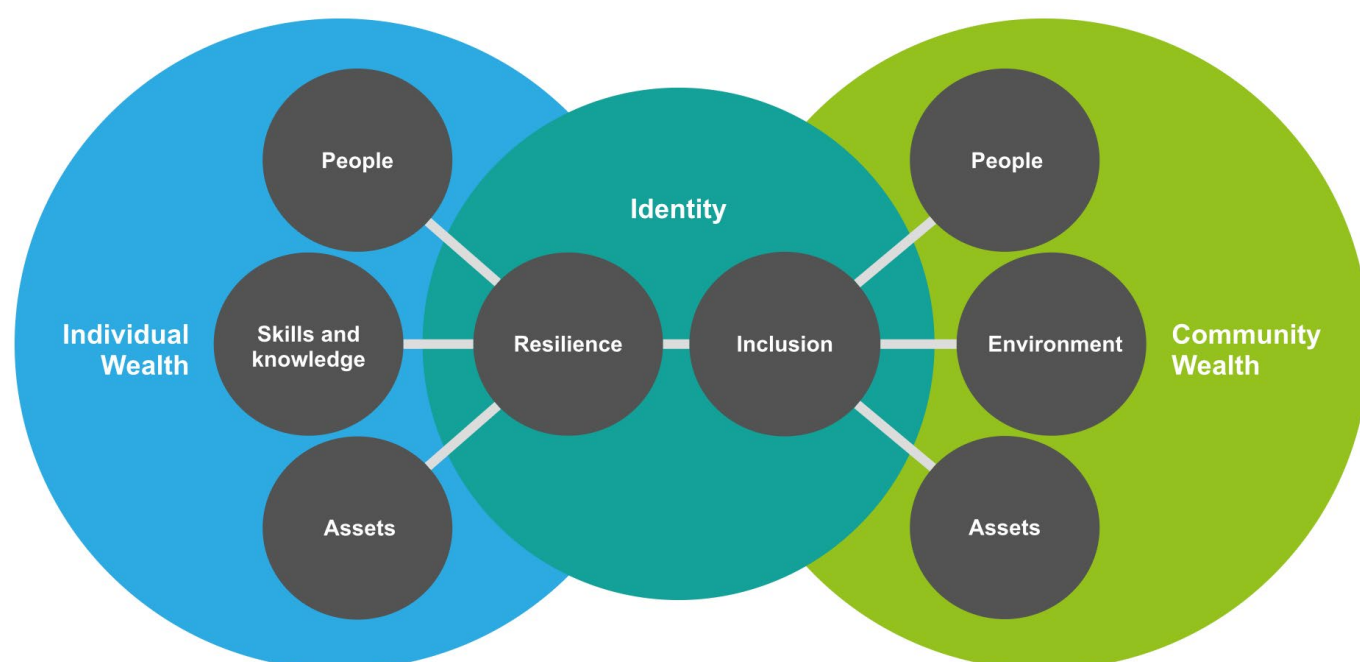 Individual
Wealth
People
Skills and
knowledge
Assets
Identity
Resilience
Inclusion
People
Environment
Assets
Community
Wealth